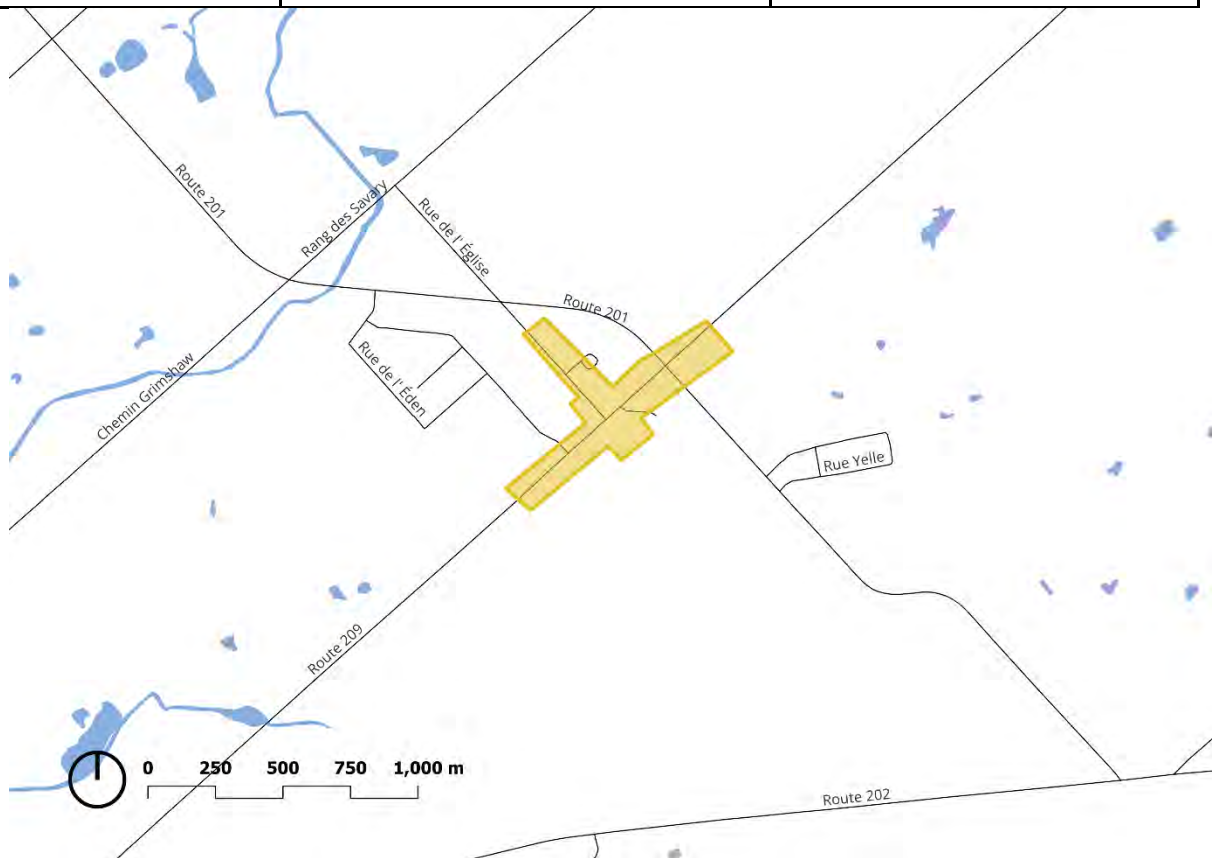 Route 201
Rang des Savary
Rue de l' Église
Route 201
Rue de l' Éden
Chemin Grimshaw
Rue Yelle
Route 209
0 250 500 750 1,000 m
Route 202